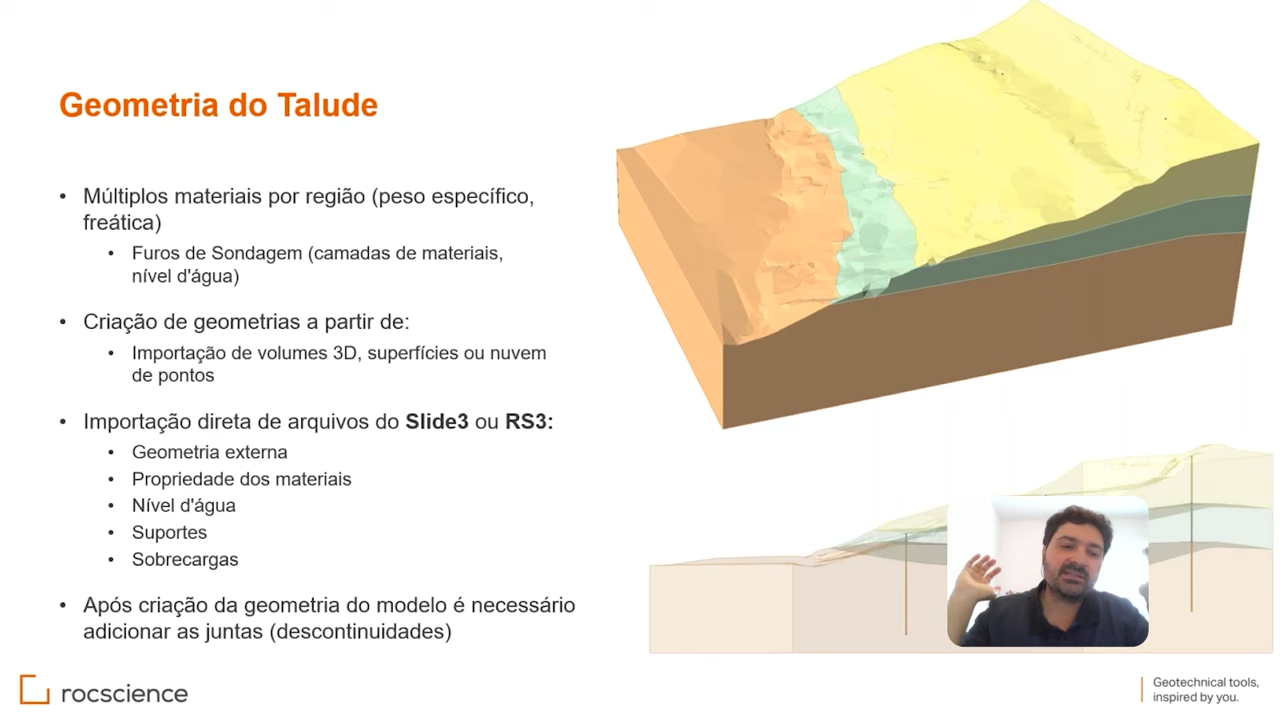 Geometria do Talude
• Múltiplos materiais por região (peso específico,
freática)
• Furos de Sondagem (camadas de materiais,
nível d'água)
• Criação de geometrias a partir de:
• Importação de volumes 3D, superfícies ou nuvem
de pontos
• Importação direta de arquivos do Slide3 ou RS3:
• Geometria externa
• Propriedade dos materiais
• Nível d'água
• Suportes
• Sobrecargas
• Após criação da geometria do modelo é necessário
adicionar as juntas (descontinuidades)
rocscience
Geotechnical tools,
inspired by you.